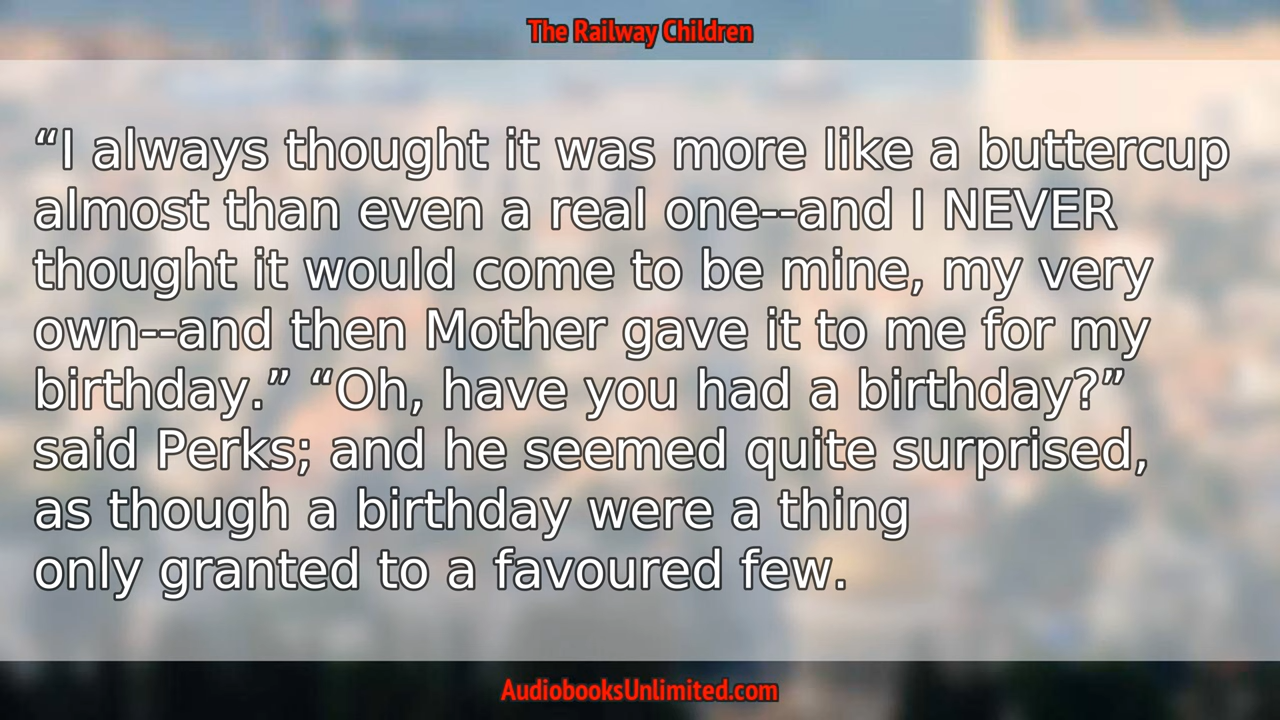 The Railway Children
“I always thought it was more like a buttercup
almost than even a real one--and I NEVER
thought it would come to be mine, my very
own--and then Mother gave it to me for my
birthday.” “Oh, have you had a birthday?”
said Perks; and he seemed quite surprised,
as though a birthday were a thing
only granted to a favoured few.
AudiobooksUnlimited.com